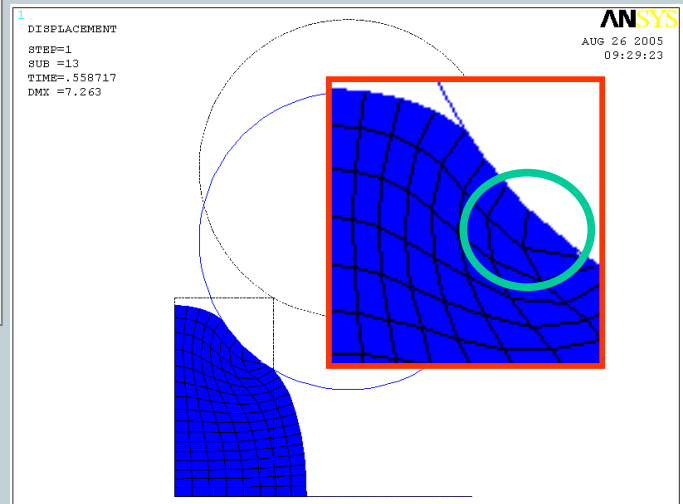 1
DISPLACEMENT
STEP=1
SUB =13
TIME=.558717
DMX =7.263
ANSYS
AUG 26 2005
09:29:23